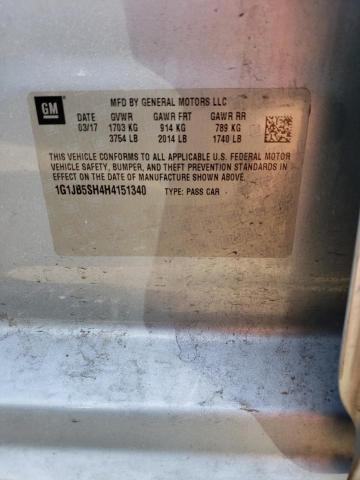 GM
MFD BY GENERAL MOTORS LLC
DATE GVWR GAWR FRT GAWR RR
03/17 1703 KG 914 KG 789 KG
3754 LB 2014 LB 1740 LB
THIS VEHICLE CONFORMS TO ALL APPLICABLE U.S. FEDERAL MOTOR
VEHICLE SAFETY, BUMPER, AND THEFT PREVENTION STANDARDS IN
EFFECT ON THE DATE OF MANUFACTURE SHOWN ABOVE.
1G1JB5SH4H4151340 TYPE: PASS CAR